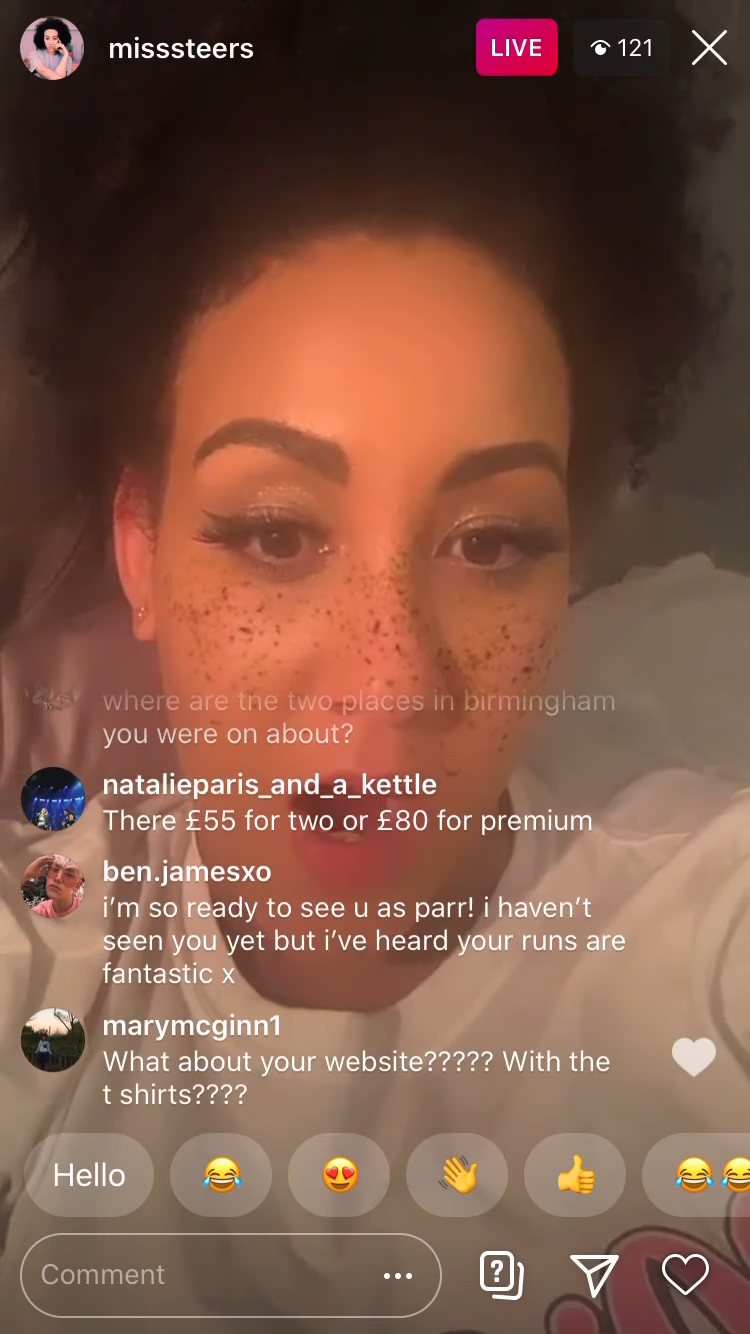 misssteers
LIVE
121
where are the two places in birmingham
you were on about?
natalieparis_and_a_kettle
There £55 for two or £80 for premium
ben.jamesxo
i’m so ready to see u as parr! i haven’t
seen you yet but i’ve heard your runs are
fantastic x
marymcginn1
What about your website????? With the
t shirts????
Hello
Comment